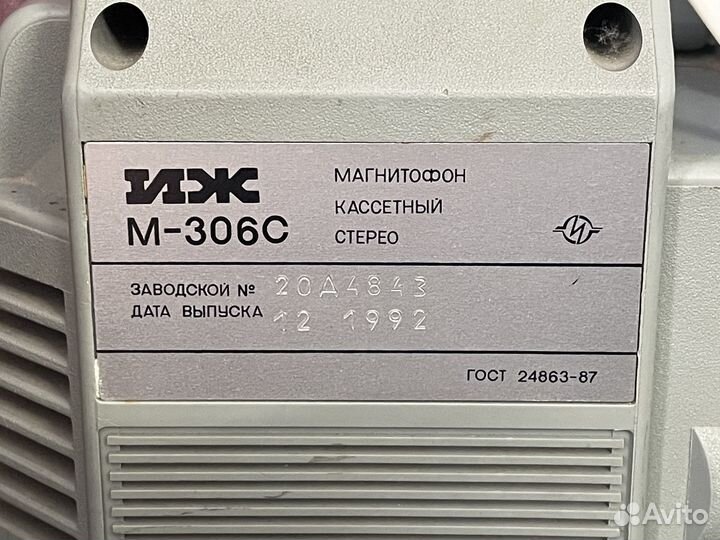 ИЖ
М-306С
МАГНИТОФОН
КАССЕТНЫЙ
СТЕРЕО
ЗАВОДСКОЙ № 20Д4843
ДАТА ВЫПУСКА 12 1992
ГОСТ 24863-87
Avito